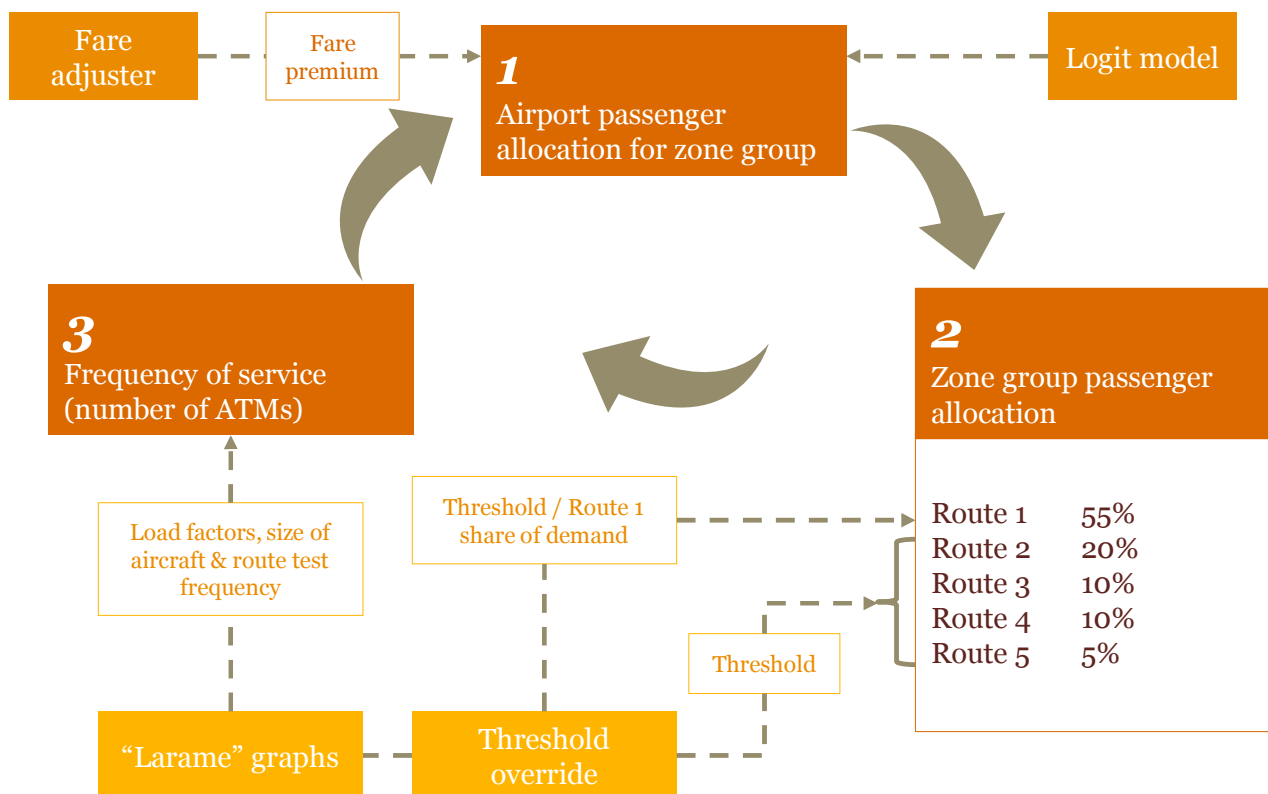 Fare
adjuster
Fare
premium
1
Airport passenger
allocation for zone group
Logit model
3
Frequency of service
(number of ATMs)
2
Zone group passenger
allocation
Load factors, size of
aircraft & route test
frequency
Threshold / Route 1
share of demand
Route 1 55%
Route 2 20%
Route 3 10%
Route 4 10%
Route 5 5%
Threshold
“Larame” graphs
Threshold
override